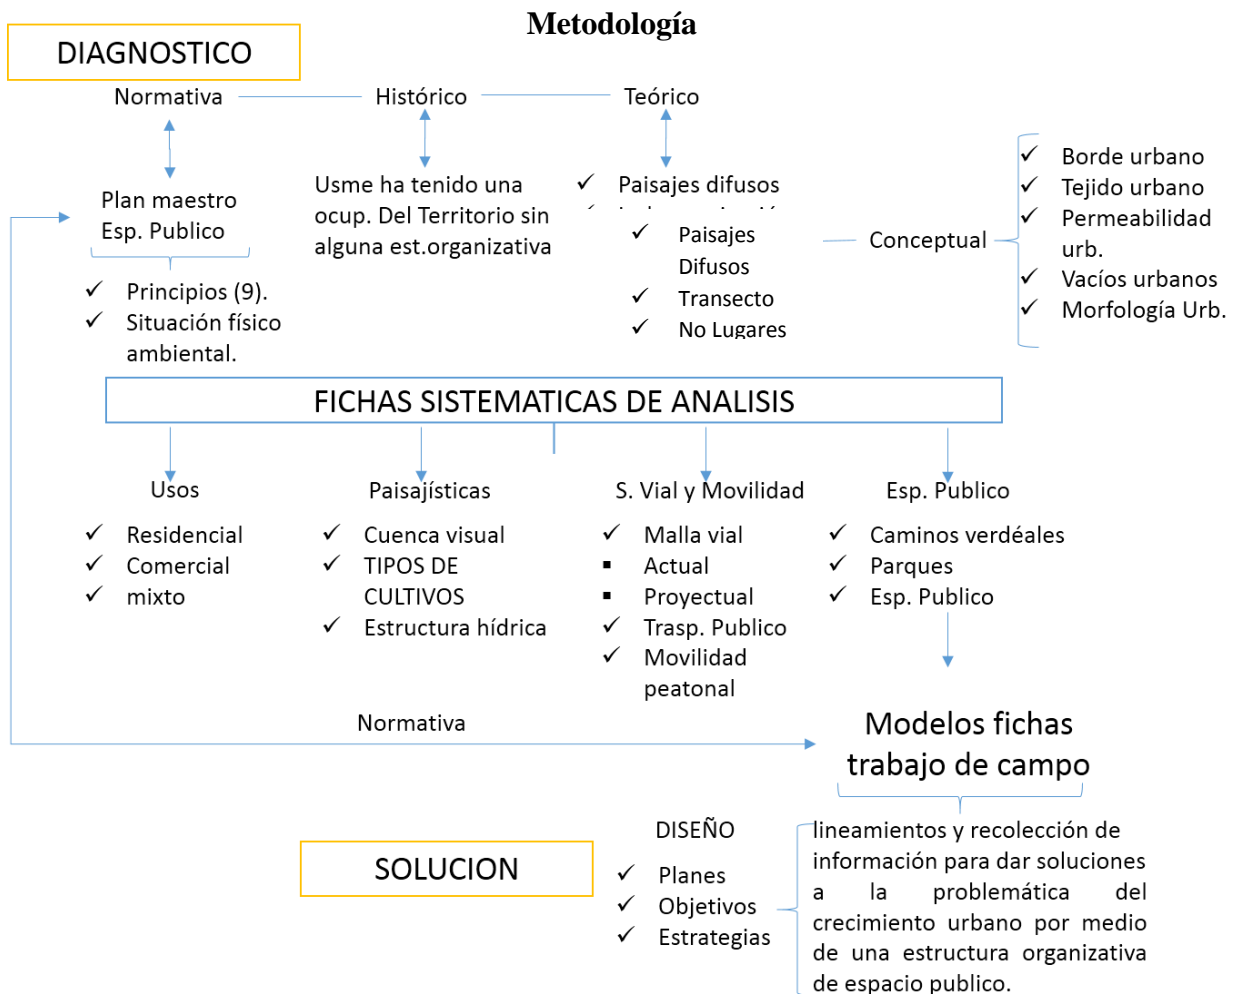 Metodología
DIAGNOSTICO
Normativa
Histórico
Teórico
Plan maestro
Esp. Publico
✓ Principios (9).
✓ Situación físico
ambiental.
Usme ha tenido una
ocup. Del Territorio sin
alguna est.organizativa
✓ Paisajes difusos
✓ Paisajes
Difusos
✓ Transecto
✓ No Lugares
Conceptual
✓ Borde urbano
✓ Tejido urbano
✓ Permeabilidad
urb.
✓ Vacíos urbanos
✓ Morfología Urb.
FICHAS SISTEMATICAS DE ANALISIS
Usos
✓ Residencial
✓ Comercial
✓ mixto
Paisajísticas
✓ Cuenca visual
✓ TIPOS DE
CULTIVOS
✓ Estructura hídrica
S. Vial y Movilidad
✓ Malla vial
▪ Actual
▪ Proyectual
✓ Trasp. Publico
✓ Movilidad
peatonal
Esp. Publico
✓ Caminos verdéales
✓ Parques
✓ Esp. Publico
Normativa
Modelos fichas
trabajo de campo
SOLUCION
DISEÑO
✓ Planes
✓ Objetivos
✓ Estrategias
lineamientos y recolección de
información para dar soluciones
a la problemática del
crecimiento urbano por medio
de una estructura organizativa
de espacio publico.